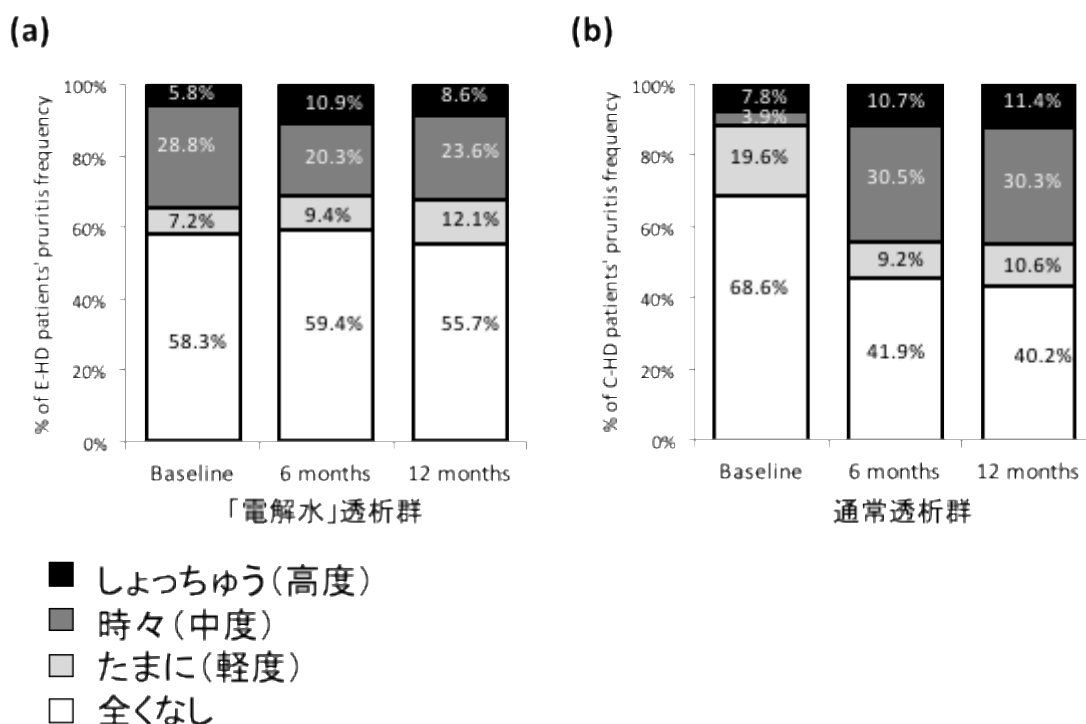 (a)
% of E-HD patients' pruritis frequency
100%
80%
60%
40%
20%
0%
5.8%
28.8%
7.2%
58.3%
10.9%
20.3%
9.4%
59.4%
8.6%
23.6%
12.1%
55.7%
Baseline
6 months
12 months
「電解水」透析群
(b)
% of C-HD patients' pruritis frequency
100%
80%
60%
40%
20%
0%
7.8%
3.9%
19.6%
68.6%
10.7%
30.5%
9.2%
41.9%
11.4%
30.3%
10.6%
40.2%
Baseline
6 months
12 months
通常透析群
しょっちゅう(高度)
時々(中度)
たまに(軽度)
全くなし